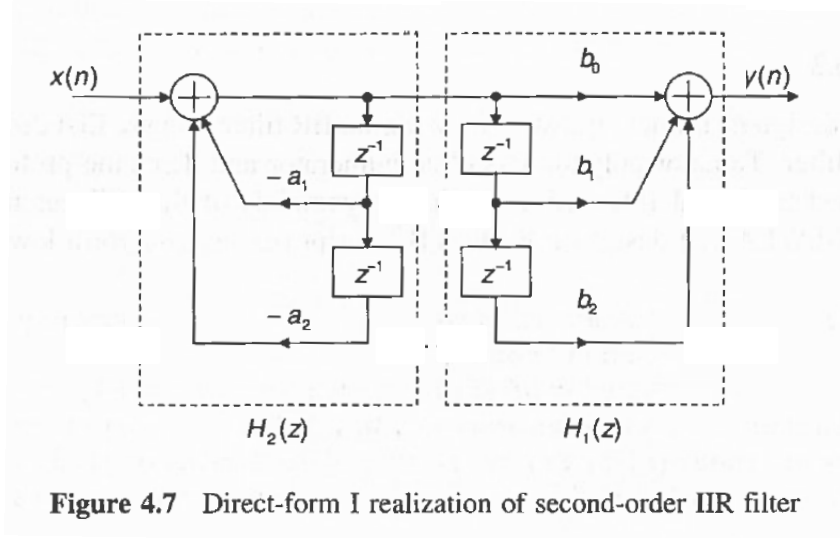 x(n)
b₀
y(n)
z⁻¹
z⁻¹
-a₁
b₁
z⁻¹
z⁻¹
-a₂
b₂
H₂(z)
H₁(z)
Figure 4.7 Direct-form I realization of second-order IIR filter